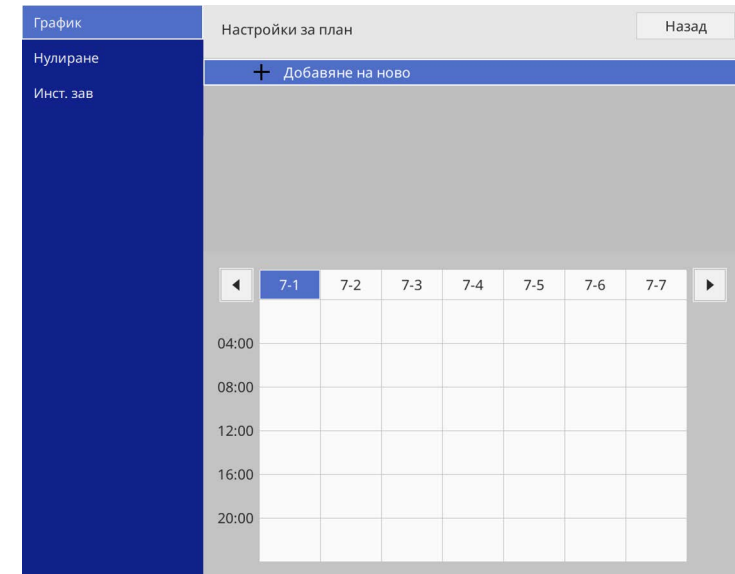 График
Настройки за план
Назад
Нулиране
+ Добавяне на ново
Инст. зав
7-1 7-2 7-3 7-4 7-5 7-6 7-7
04:00
08:00
12:00
16:00
20:00